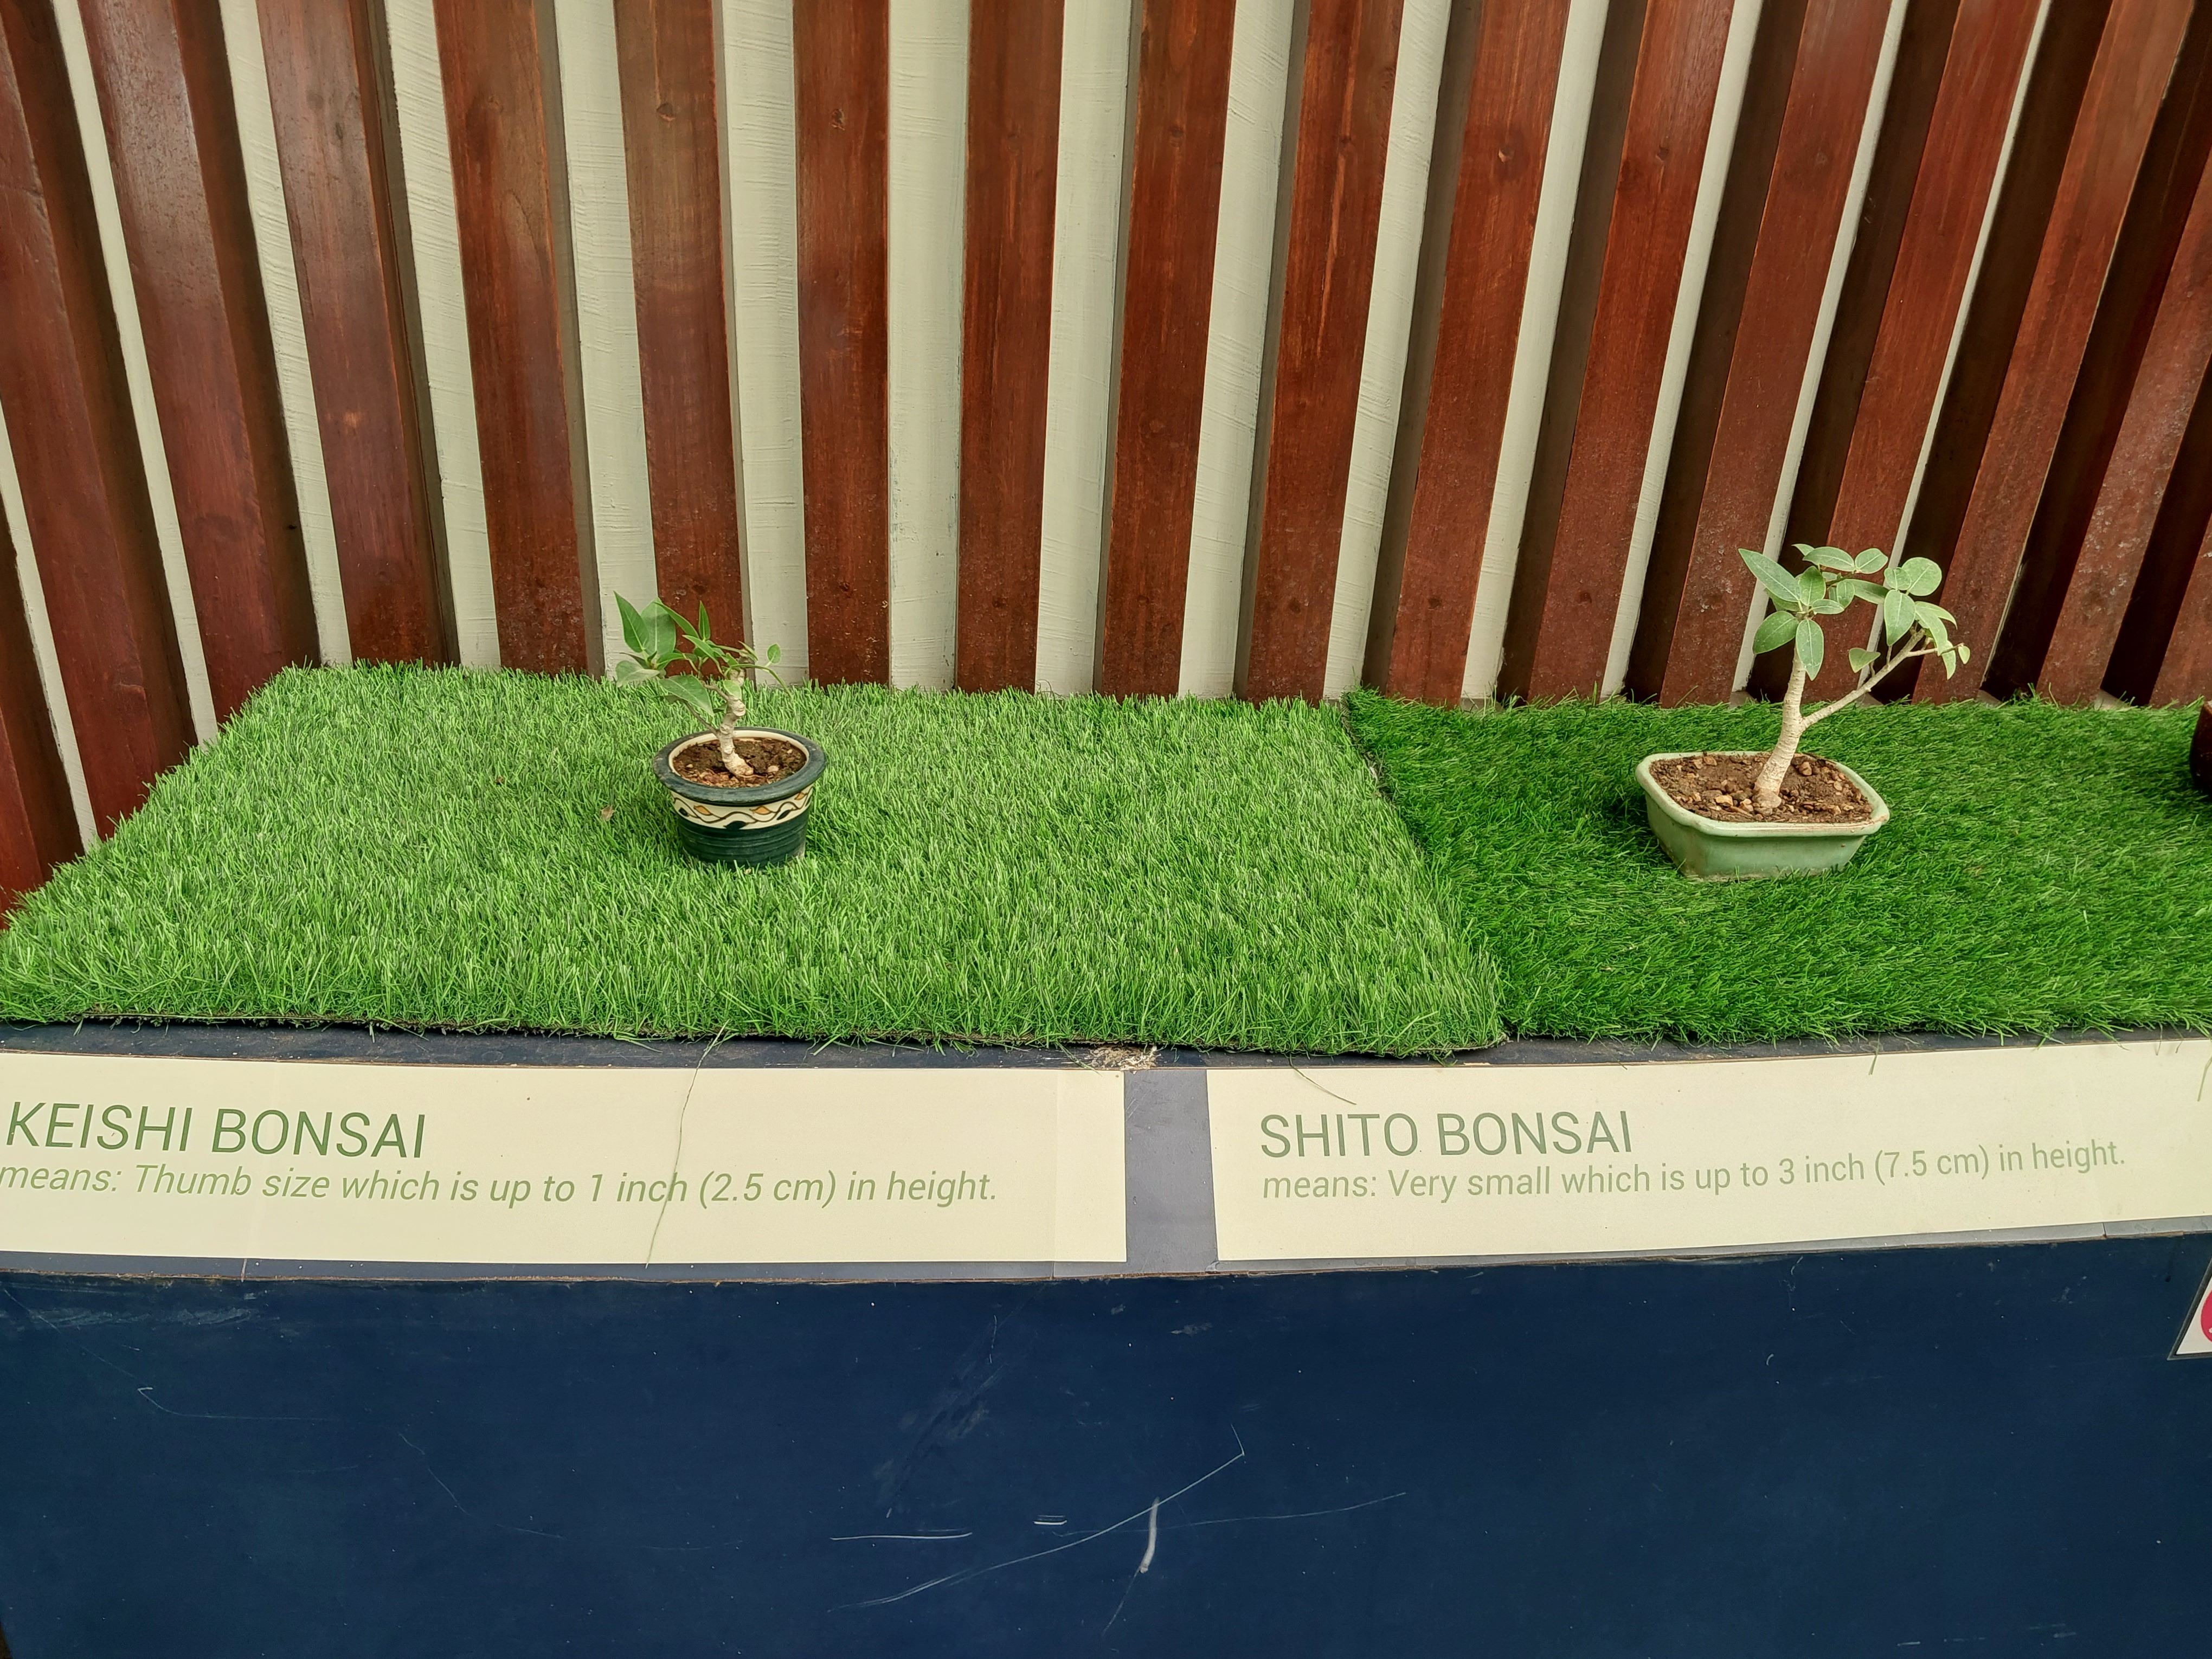 KEISHI BONSAI
means: Thumb size which is up to 1 inch (2.5 cm) in height.
SHITO BONSAI
means: Very small which is up to 3 inch (7.5 cm) in height.